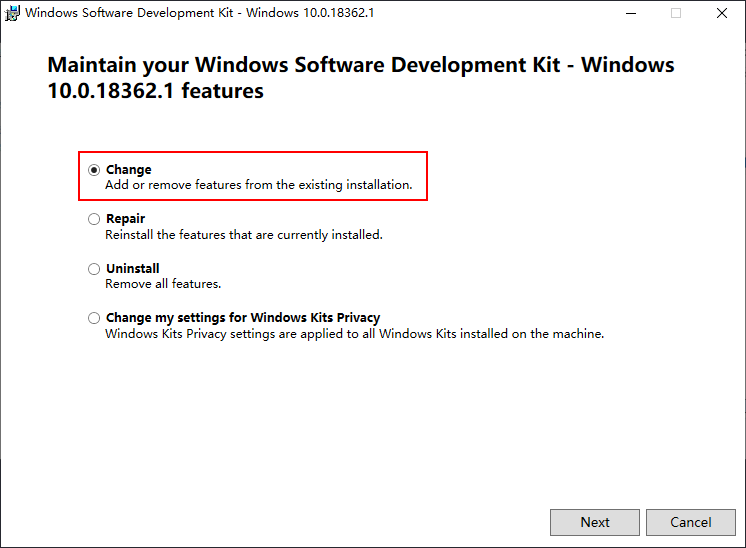 Windows Software Development Kit - Windows 10.0.18362.1
Maintain your Windows Software Development Kit - Windows
10.0.18362.1 features
Change
Add or remove features from the existing installation.
Repair
Reinstall the features that are currently installed.
Uninstall
Remove all features.
Change my settings for Windows Kits Privacy
Windows Kits Privacy settings are applied to all Windows Kits installed on the machine.
Next
Cancel